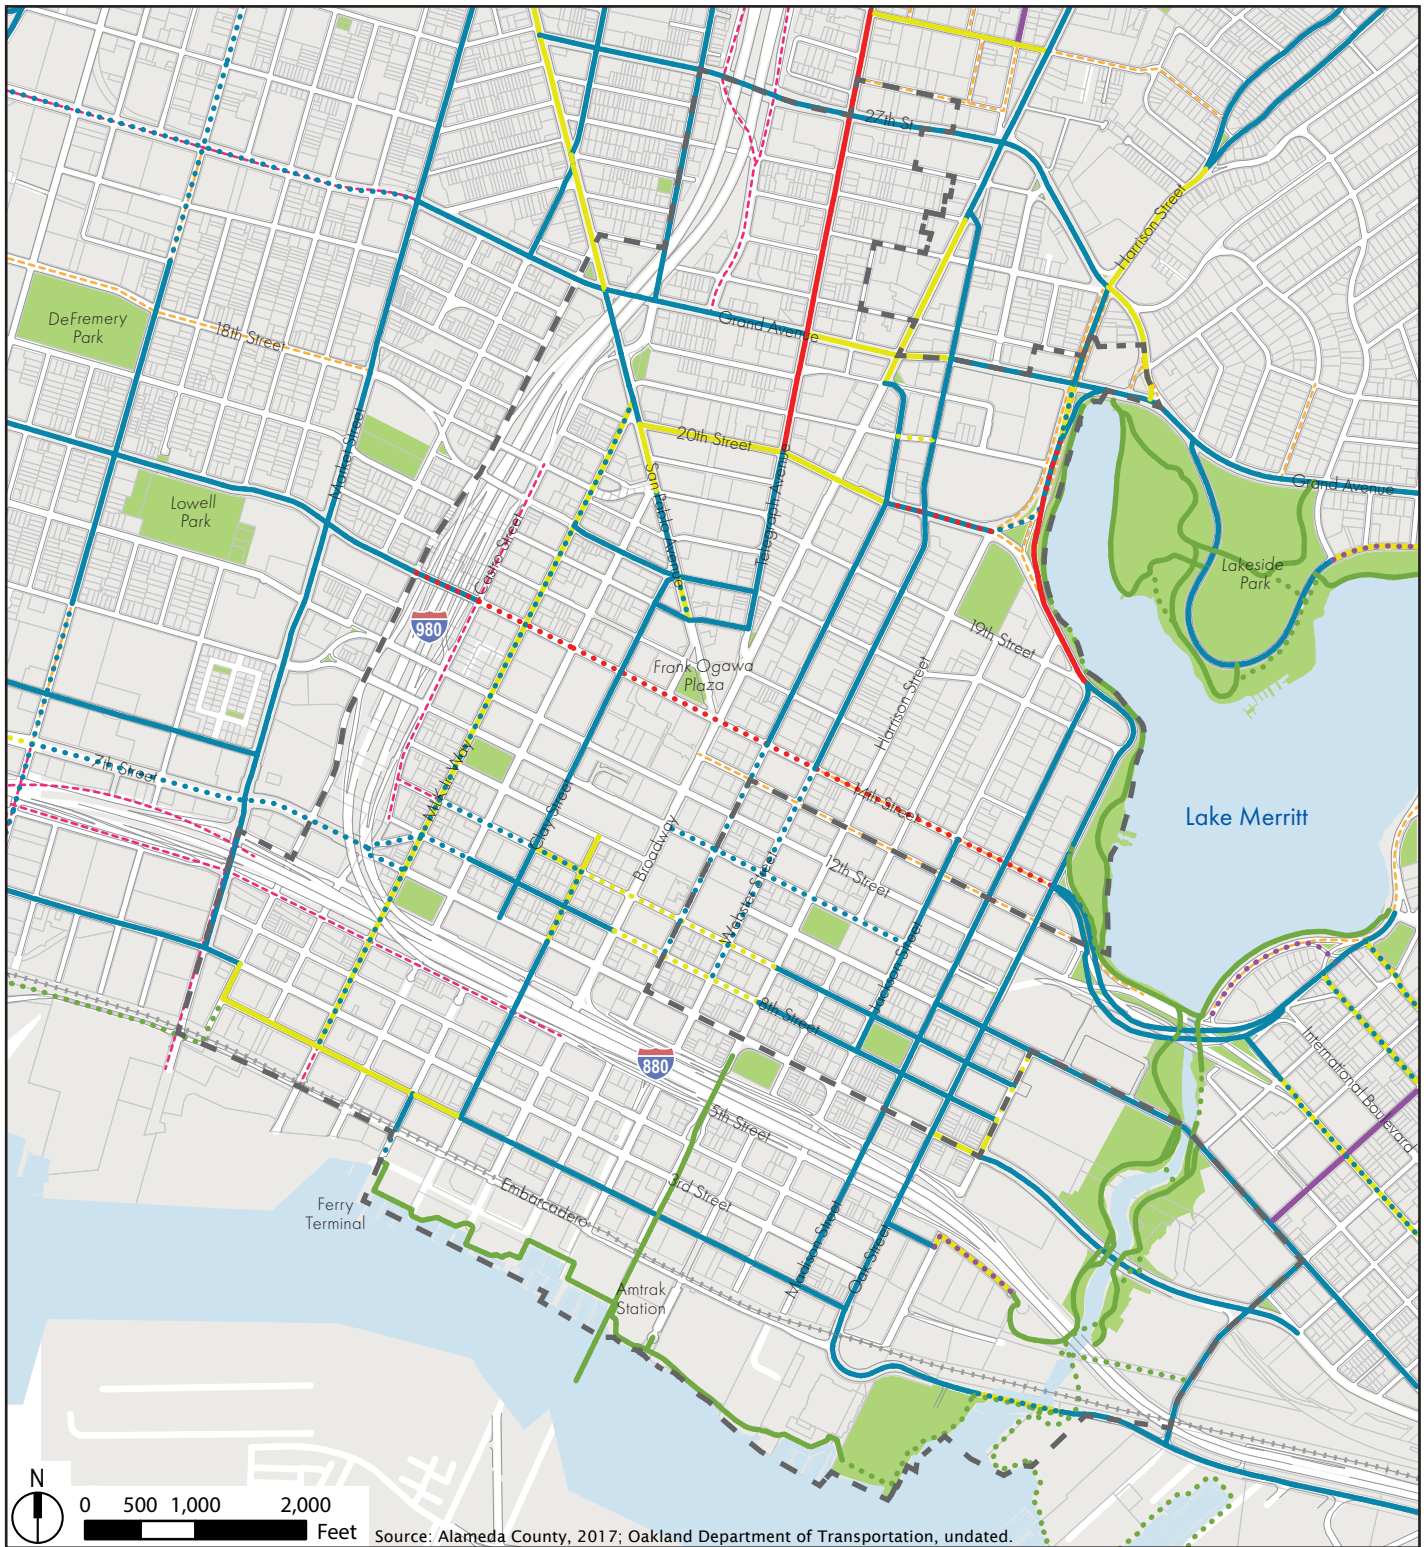 27th St
Harrison Street
DeFremery
Park
18th Street
Grand Avenue
Market Street
20th Street
San Pablo Avenue
Telegraph Avenue
Grand Avenue
Lowell
Park
Castro Street
Lakeside
Park
980
19th Street
Frank Ogawa
Plaza
Harrison Street
7th Street
MLK Jr Way
Clay Street
14th Street
Lake Merritt
Broadway
12th Street
Webster Street
Jackson Street
8th Street
880
International Boulevard
5th Street
3rd Street
Embarcadero
Ferry
Terminal
Madison Street
Oak Street
Amtrak
Station
N
0 500 1,000 2,000
Feet
Source: Alameda County, 2017; Oakland Department of Transportation, undated.